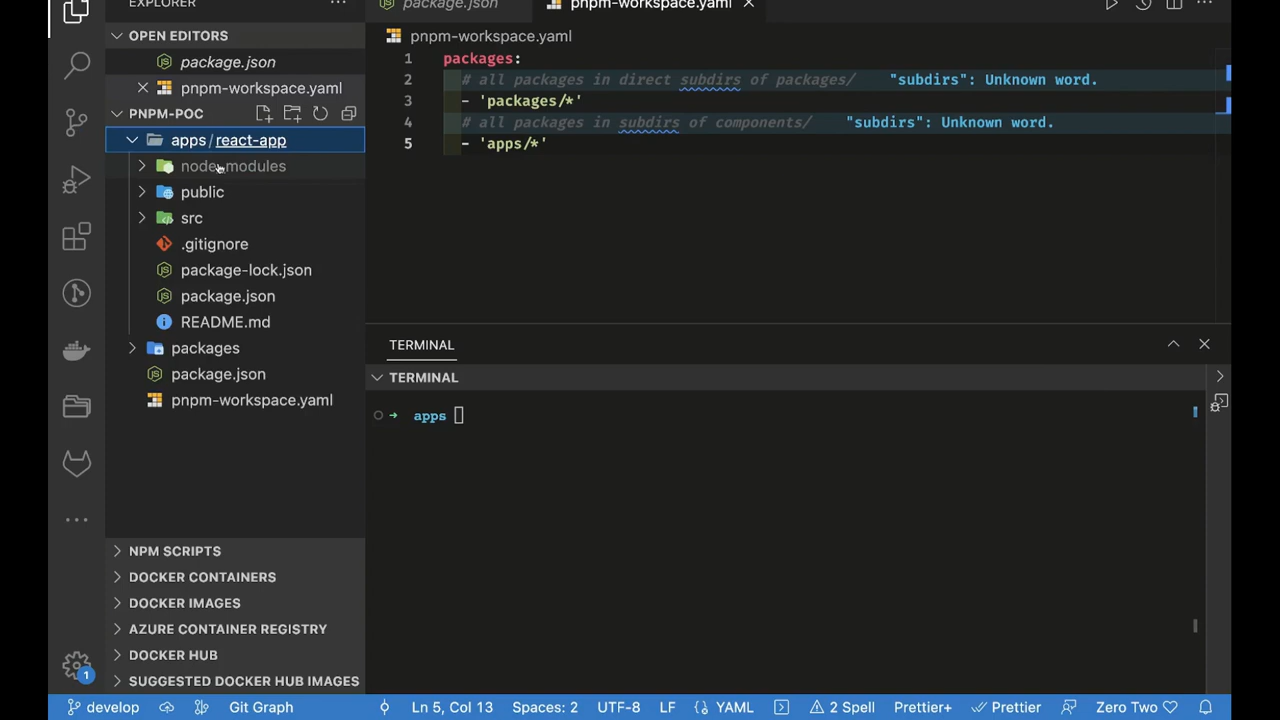 EXPLORER
OPEN EDITORS
package.json
pnpm-workspace.yaml
PNPM-POC
apps / react-app
node_modules
public
src
.gitignore
package-lock.json
package.json
README.md
packages
package.json
pnpm-workspace.yaml
NPM SCRIPTS
DOCKER CONTAINERS
DOCKER IMAGES
AZURE CONTAINER REGISTRY
DOCKER HUB
SUGGESTED DOCKER HUB IMAGES
package.json
pnpm-workspace.yaml
pnpm-workspace.yaml
1 packages:
2 # all packages in direct subdirs of packages/ "subdirs": Unknown word.
3 - 'packages/*'
4 # all packages in subdirs of components/ "subdirs": Unknown word.
5 - 'apps/*'
TERMINAL
TERMINAL
apps
1
develop Git Graph Ln 5, Col 13 Spaces: 2 UTF-8 LF YAML 2 Spell Prettier+ Prettier Zero Two